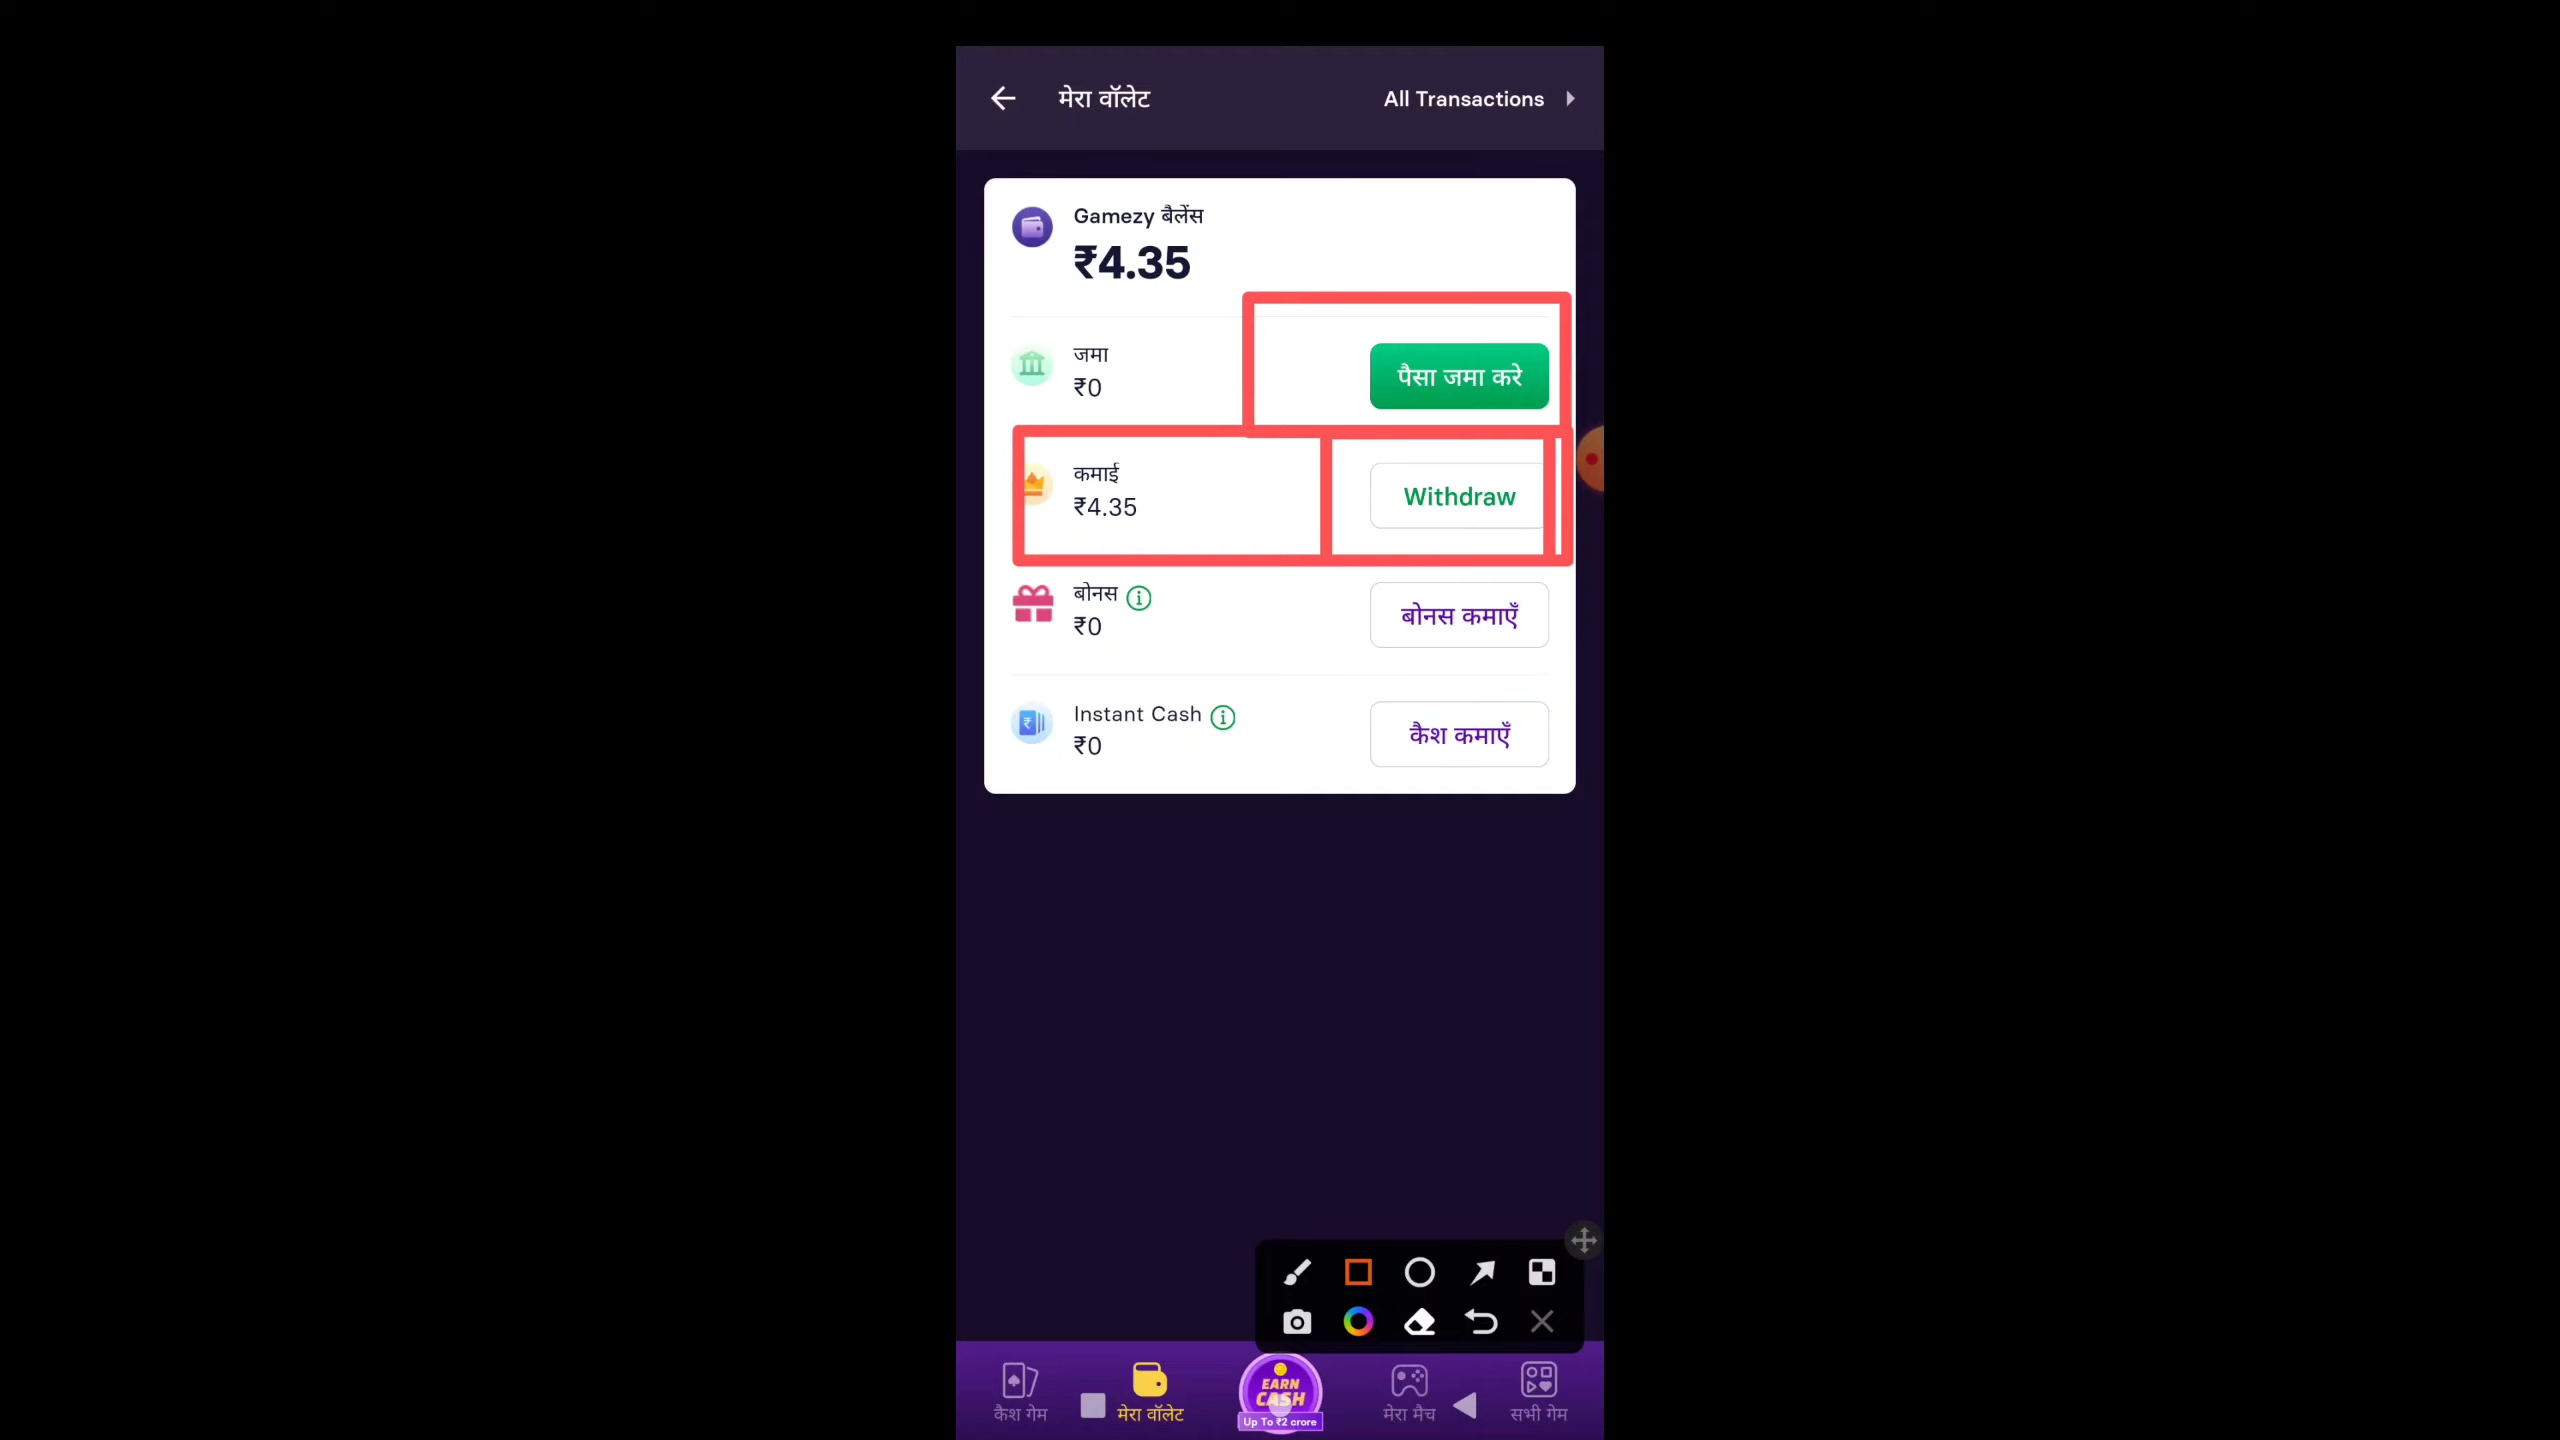 मेरा वॉलेट
All Transactions
Gamezy बैलेंस
₹4.35
जमा
₹0
पैसा जमा करे
कमाई
₹4.35
Withdraw
बोनस
₹0
बोनस कमाएँ
Instant Cash
₹0
कैश कमाएँ
कैश गेम
मेरा वॉलेट
EARN
CASH
Up To ₹2 crore
मेरा मैच
सभी गेम